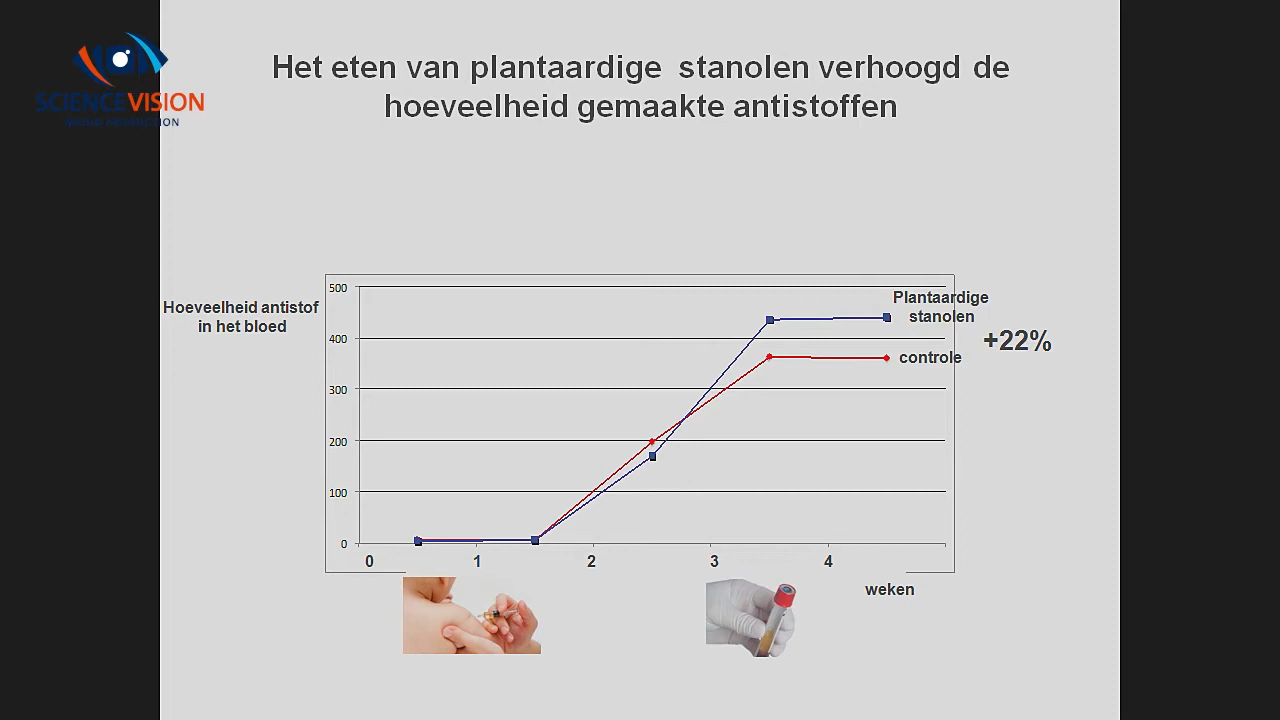 Het eten van plantaardige stanolen verhoogd de
hoeveelheid gemaakte antistoffen
SCIENCEVISION
Hoeveelheid antistof
in het bloed
500
400
300
200
100
0
Plantaardige
stanolen
+22%
controle
0 1 2 3 4
weken